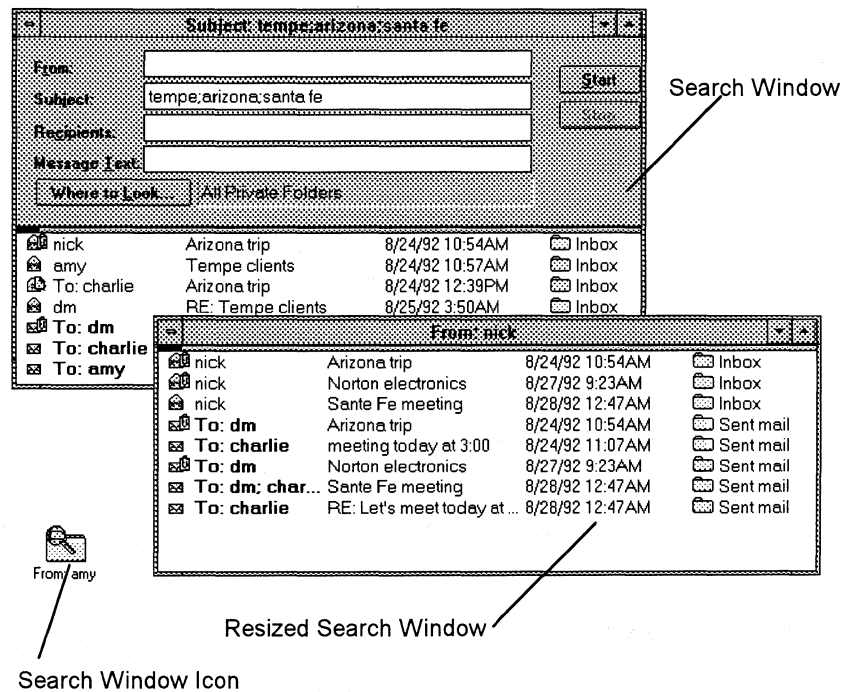 Subject: tempe;arizona;santa fe
From:
Subject: tempe;arizona;santa fe
Recipients:
Message Text:
Where to Look... All Private Folders
Start
Stop
Search Window
nick Arizona trip 8/24/92 10:54AM Inbox
amy Tempe clients 8/24/92 10:57AM Inbox
To: charlie Arizona trip 8/24/92 12:39PM Inbox
dm RE: Tempe clients 8/25/92 3:50AM Inbox
To: dm
To: charlie
To: amy
From: nick
nick Arizona trip 8/24/92 10:54AM Inbox
nick Norton electronics 8/27/92 9:23AM Inbox
nick Sante Fe meeting 8/28/92 12:47AM Inbox
To: dm Arizona trip 8/24/92 10:54AM Sent mail
To: charlie meeting today at 3:00 8/24/92 11:07AM Sent mail
To: dm Norton electronics 8/27/92 9:23AM Sent mail
To: dm; char... Sante Fe meeting 8/28/92 12:47AM Sent mail
To: charlie RE: Let's meet today at ... 8/28/92 12:47AM Sent mail
From: amy
Resized Search Window
Search Window Icon